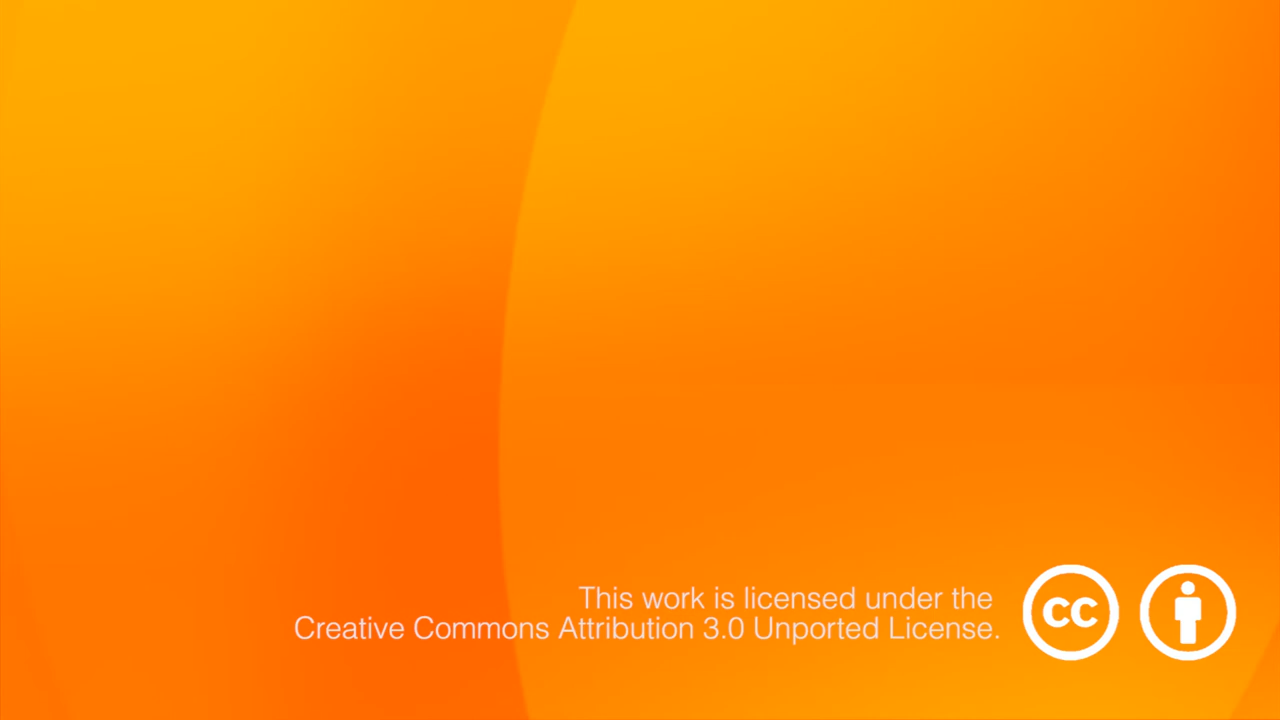 This work is licensed under the
Creative Commons Attribution 3.0 Unported License.
cc